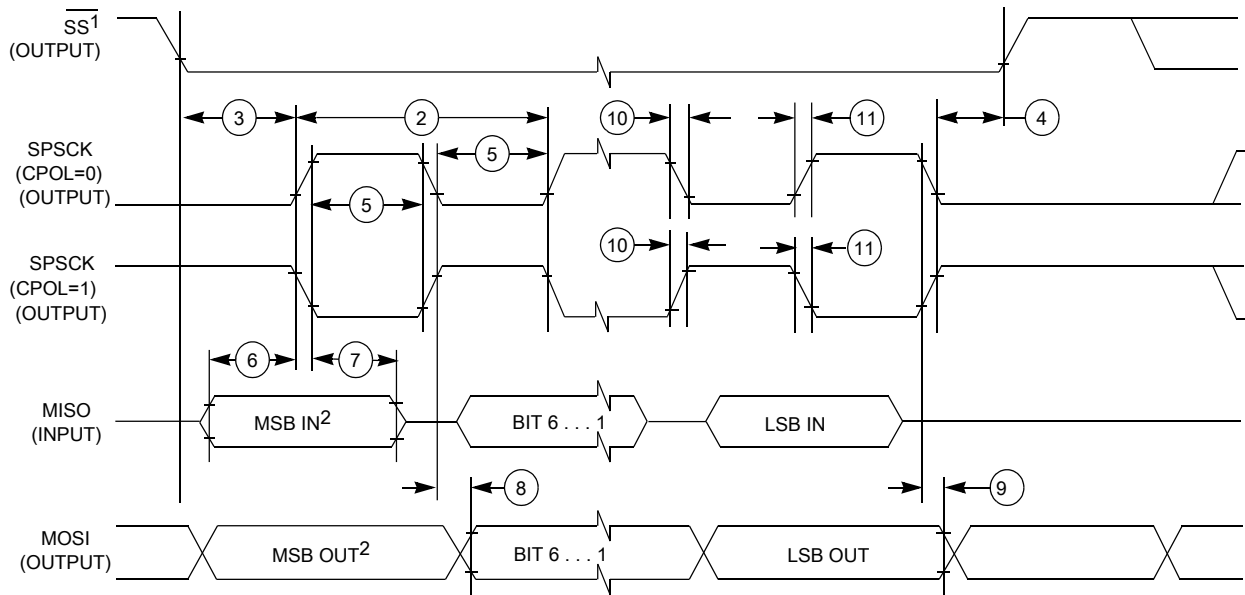 SS1
(OUTPUT)
3
2
10
11
4
SPSCK
(CPOL=0)
(OUTPUT)
5
5
SPSCK
(CPOL=1)
(OUTPUT)
10
11
6
7
MISO
(INPUT)
MSB IN2
BIT 6 . . . 1
LSB IN
8
9
MOSI
(OUTPUT)
MSB OUT2
BIT 6 . . . 1
LSB OUT